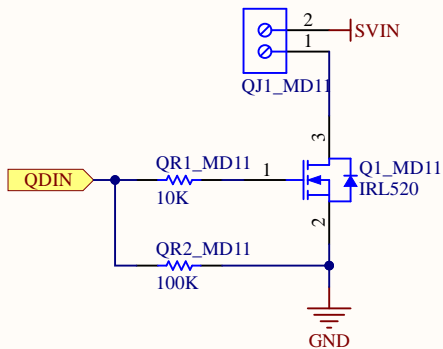 2
SVIN
1
QJ1_MD11
3
QR1_MD11
1
Q1_MD11
QDIN
10K
IRL520
2
QR2_MD11
100K
GND